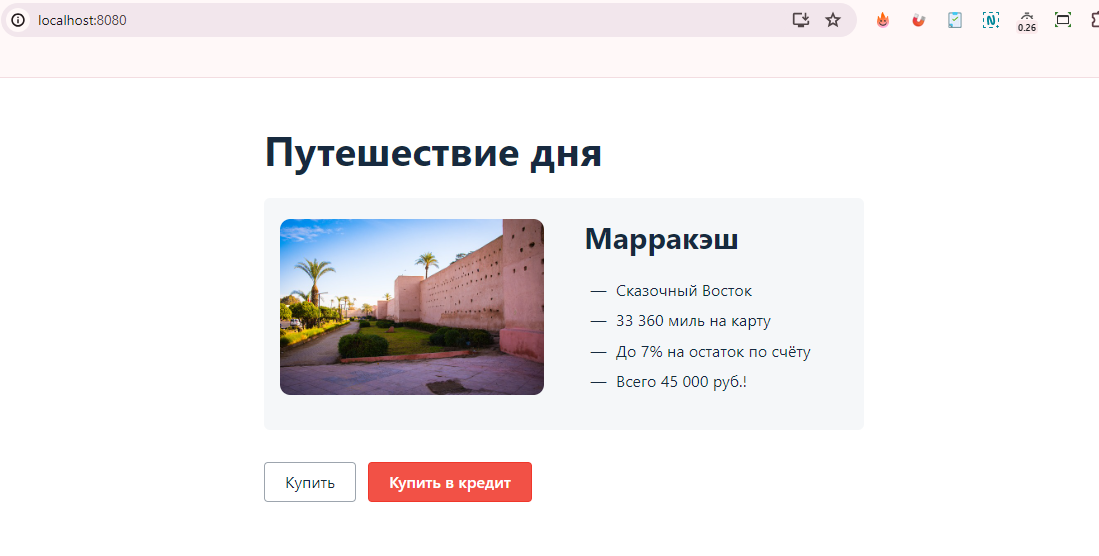 localhost:8080
0.26
Путешествие дня
Марракэш
— Сказочный Восток
— 33 360 миль на карту
— До 7% на остаток по счёту
— Всего 45 000 руб.!
Купить
Купить в кредит